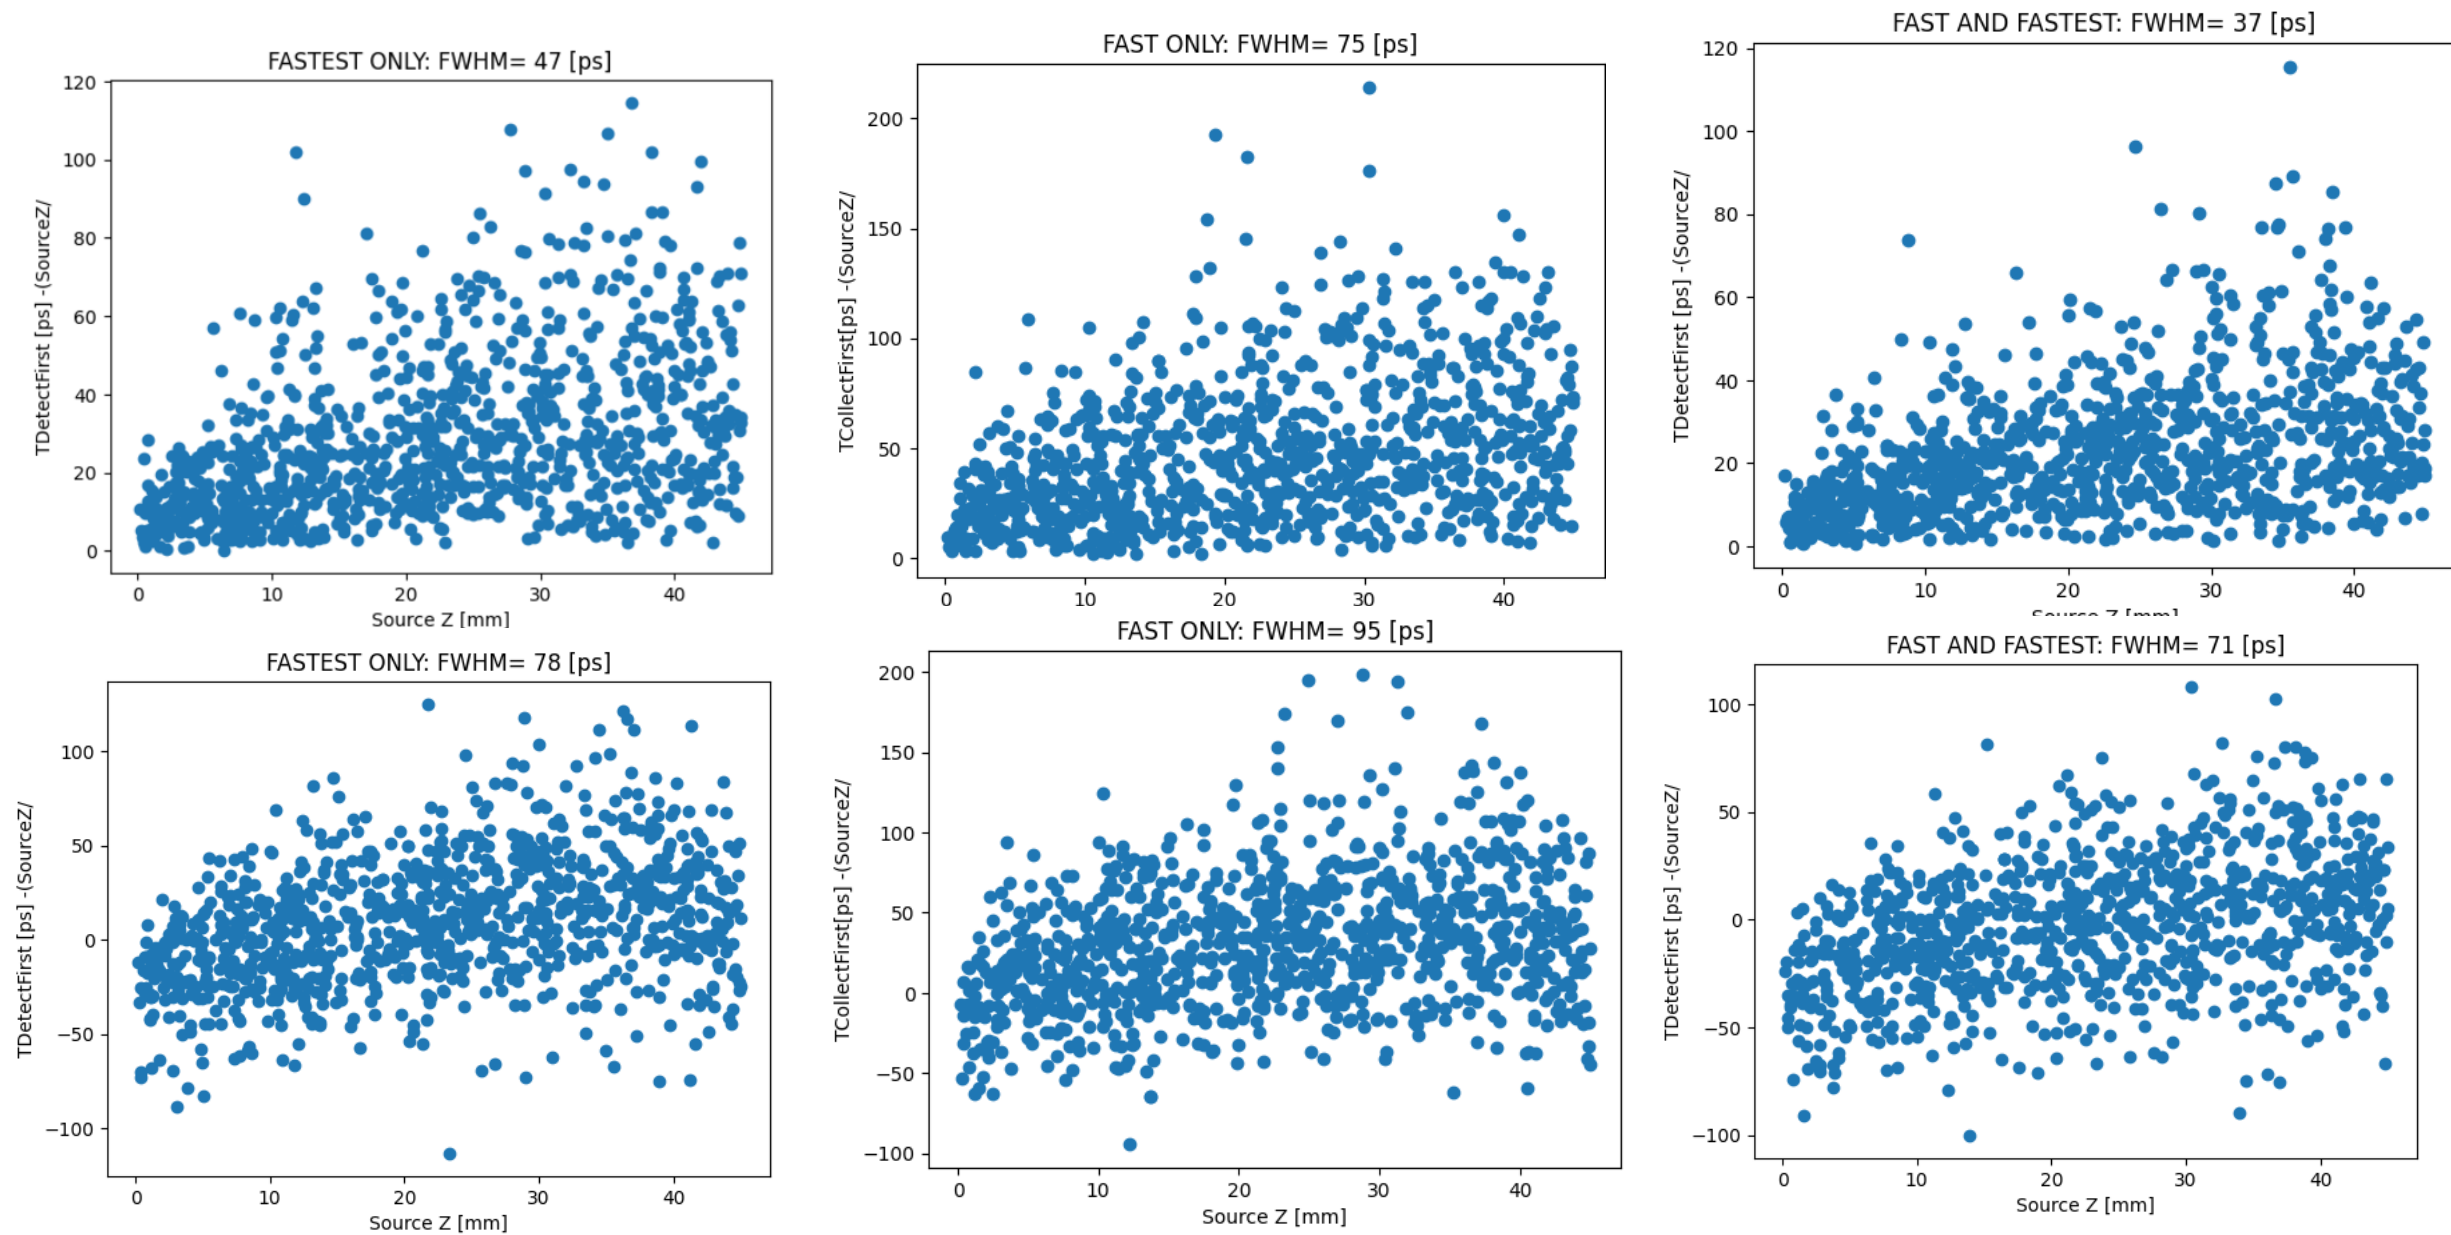 FASTEST ONLY: FWHM= 47 [ps]
TDetectFirst [ps] -(SourceZ/
120
100
80
60
40
20
0
0 10 20 30 40
Source Z [mm]
FAST ONLY: FWHM= 75 [ps]
TCollectFirst[ps] -(SourceZ/
200
150
100
50
0
0 10 20 30 40
FAST AND FASTEST: FWHM= 37 [ps]
TDetectFirst [ps] -(SourceZ/
120
100
80
60
40
20
0
0 10 20 30 40
Source Z [mm]
FASTEST ONLY: FWHM= 78 [ps]
TDetectFirst [ps] -(SourceZ/
100
50
0
−50
−100
0 10 20 30 40
Source Z [mm]
FAST ONLY: FWHM= 95 [ps]
TCollectFirst[ps] -(SourceZ/
200
150
100
50
0
−50
−100
0 10 20 30 40
Source Z [mm]
FAST AND FASTEST: FWHM= 71 [ps]
TDetectFirst [ps] -(SourceZ/
100
50
0
−50
−100
0 10 20 30 40
Source Z [mm]